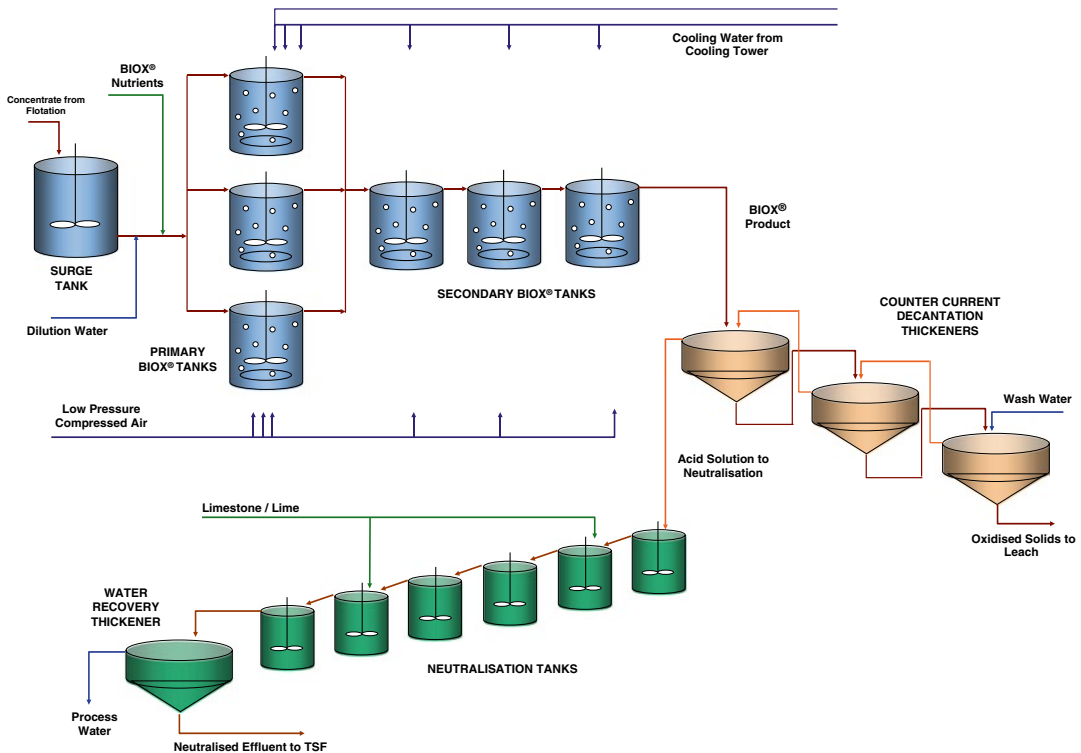 Cooling Water from
Cooling Tower
BIOX®
Nutrients
Concentrate from
Flotation
SURGE
TANK
Dilution Water
PRIMARY
BIOX® TANKS
SECONDARY BIOX® TANKS
BIOX®
Product
COUNTER CURRENT
DECANTATION
THICKENERS
Low Pressure
Compressed Air
Wash Water
Acid Solution to
Neutralisation
Limestone / Lime
Oxidised Solids to
Leach
WATER
RECOVERY
THICKENER
NEUTRALISATION TANKS
Process
Water
Neutralised Effluent to TSF